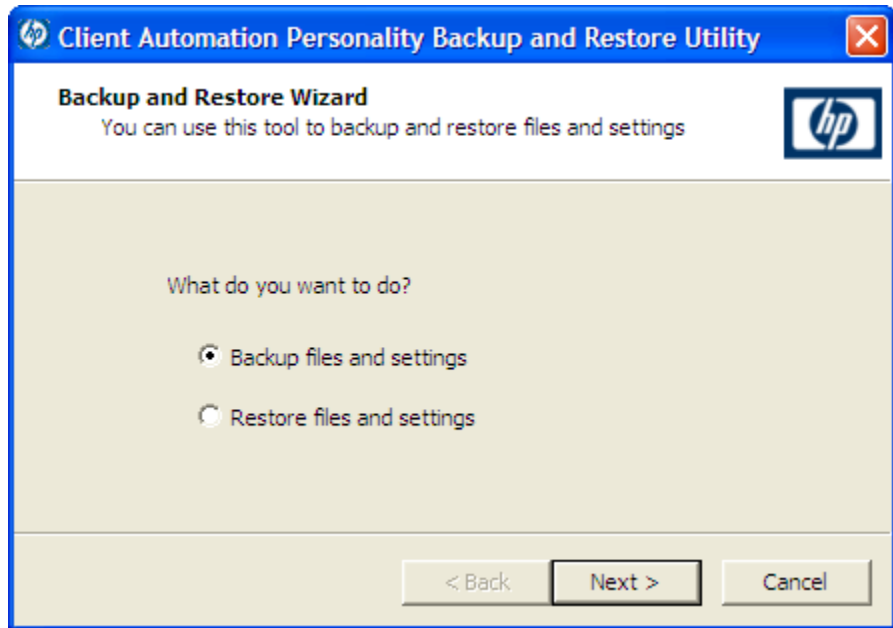 Client Automation Personality Backup and Restore Utility
Backup and Restore Wizard
You can use this tool to backup and restore files and settings
hp
What do you want to do?
Backup files and settings
Restore files and settings
< Back Next > Cancel